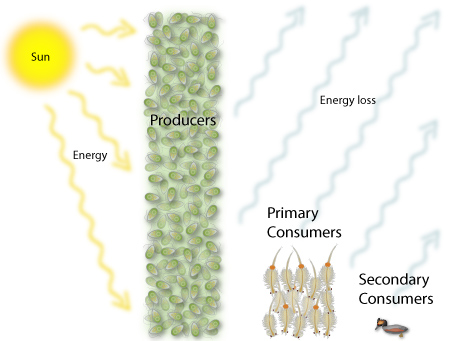 Sun
Energy
Producers
Energy loss
Primary
Consumers
Secondary
Consumers